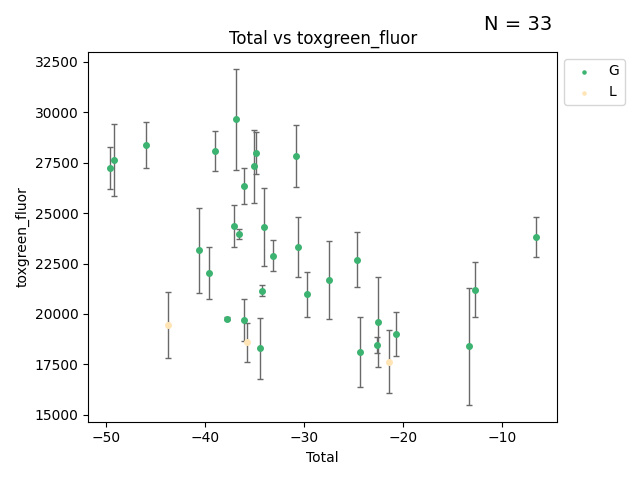 N = 33
Total vs toxgreen_fluor
G
L
32500
30000
27500
25000
22500
20000
17500
15000
toxgreen_fluor
−50
−40
−30
−20
−10
Total